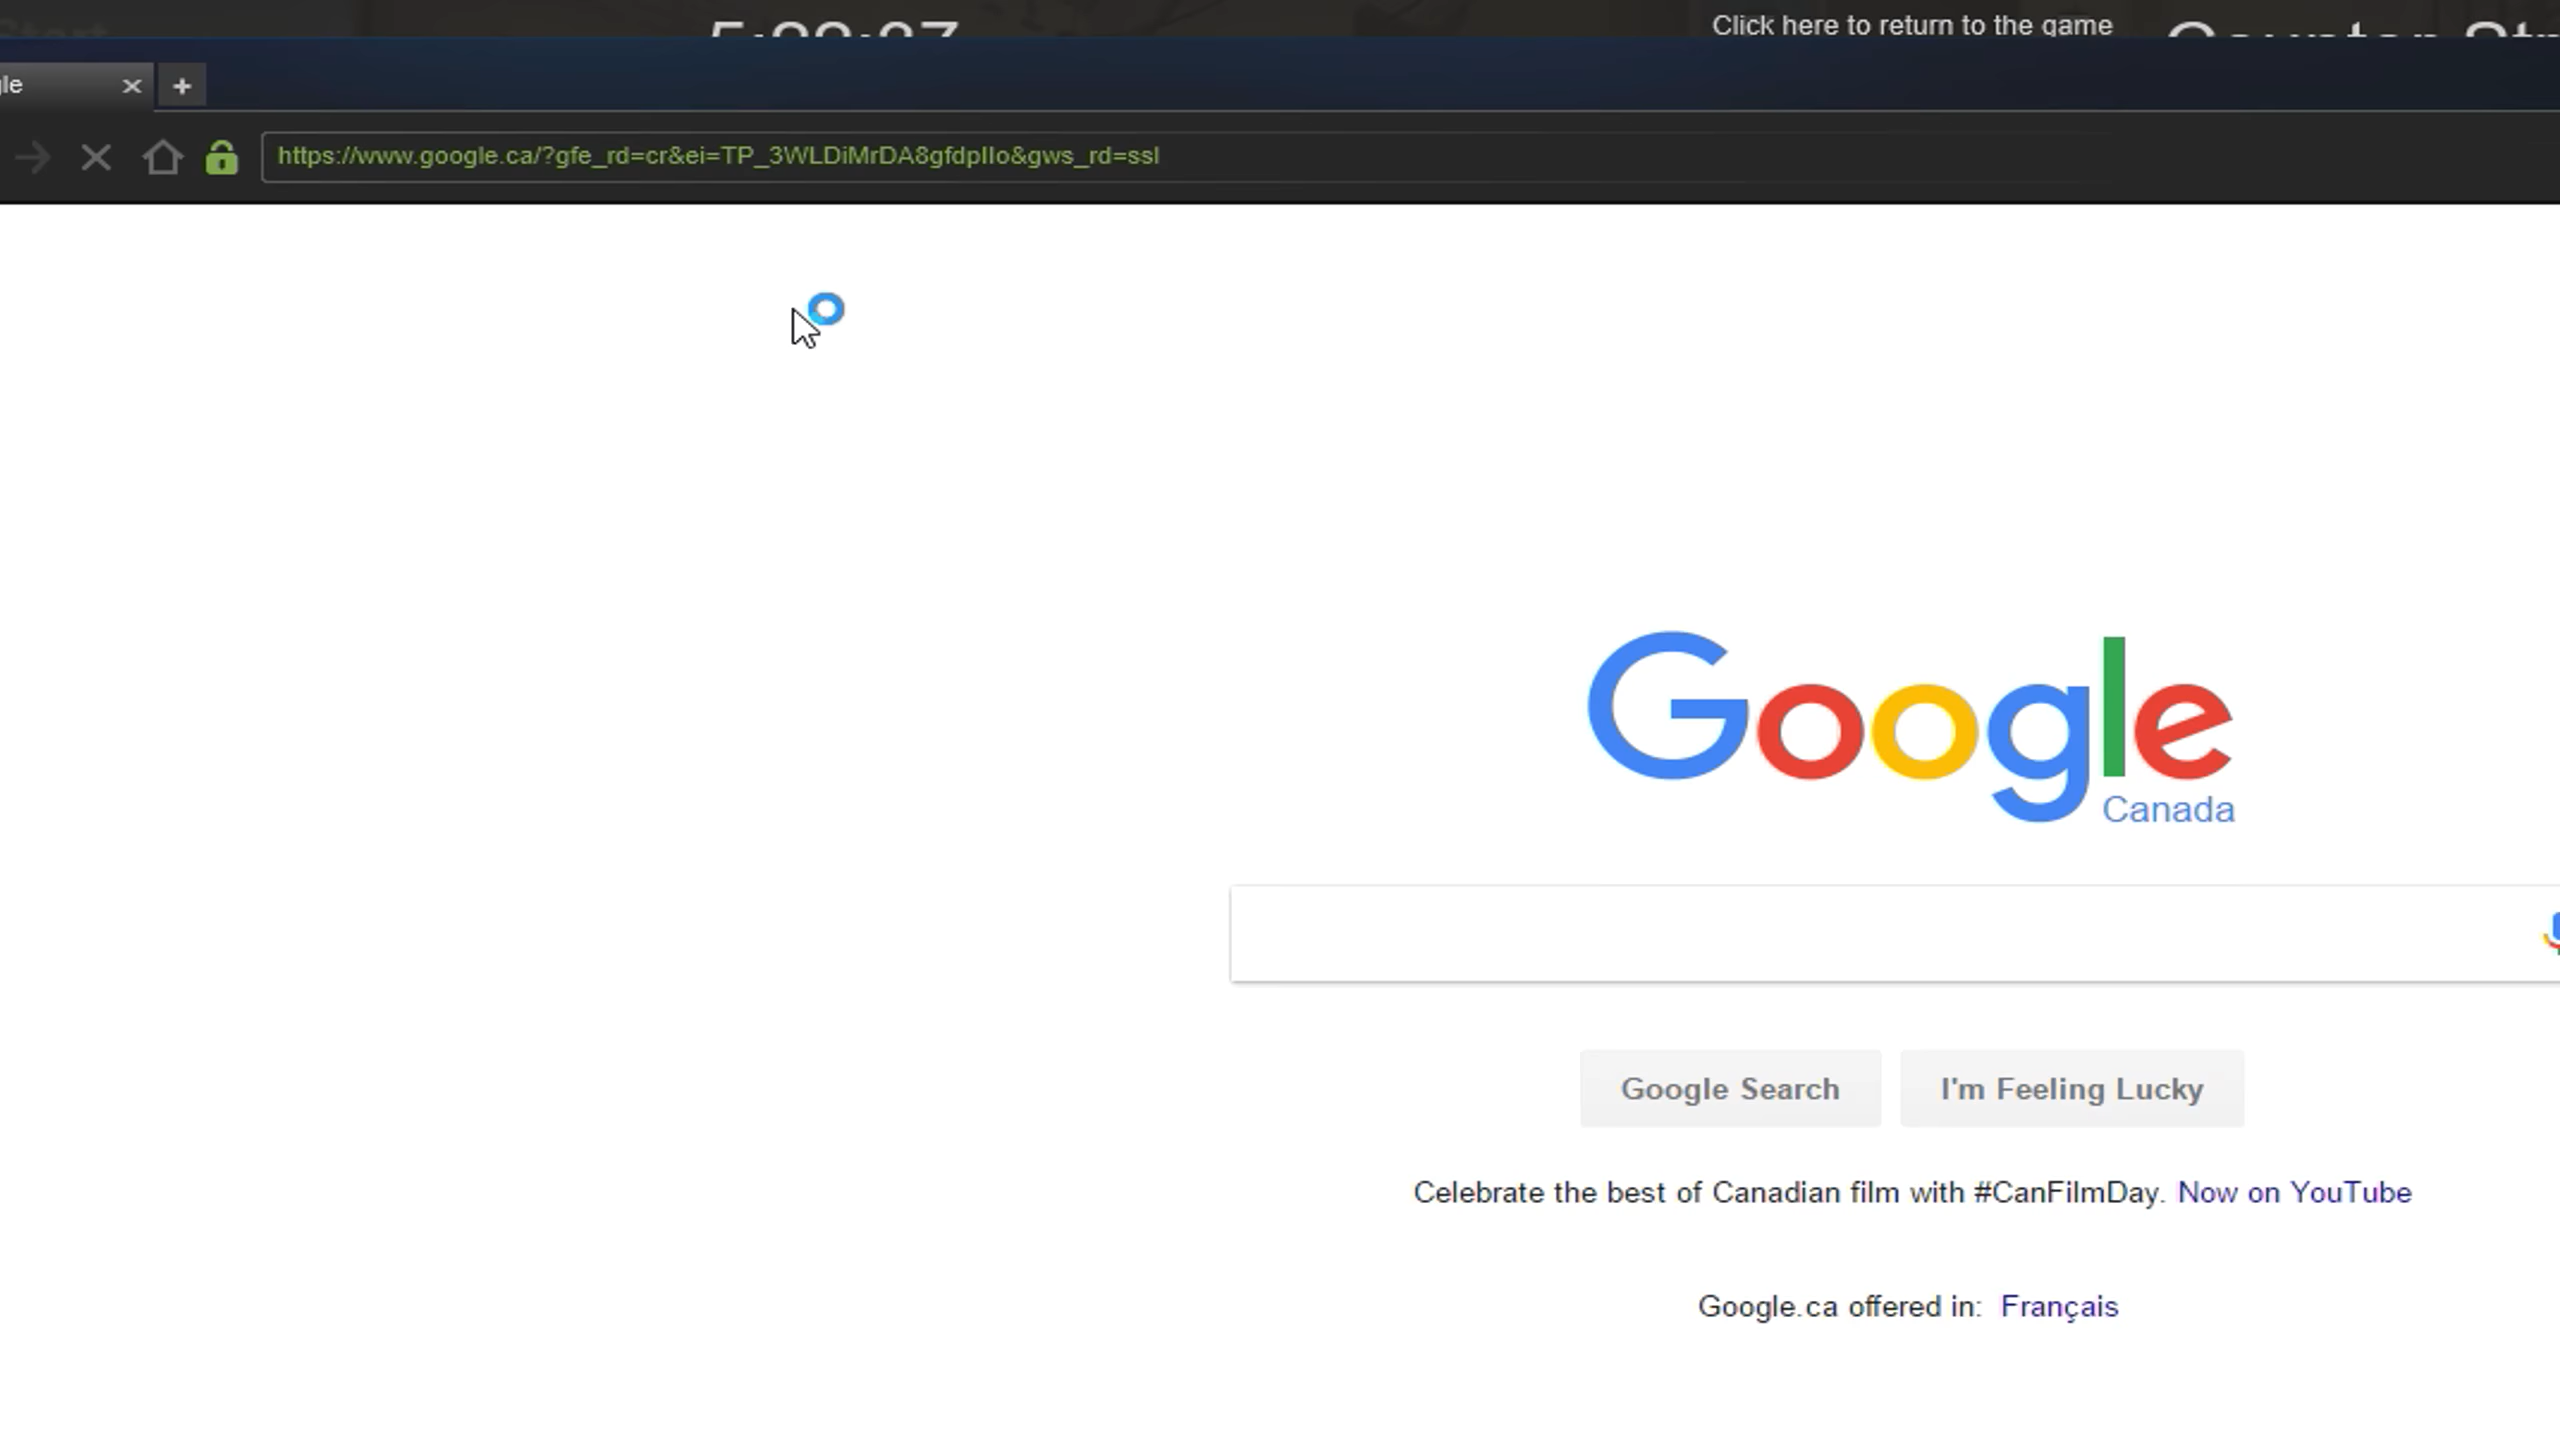 Click here to return to the game
gle
https://www.google.ca/?gfe_rd=cr&ei=TP_3WLDiMrDA8gfdpIIo&gws_rd=ssl
Google
Canada
Google Search
I'm Feeling Lucky
Celebrate the best of Canadian film with #CanFilmDay. Now on YouTube
Google.ca offered in: Français